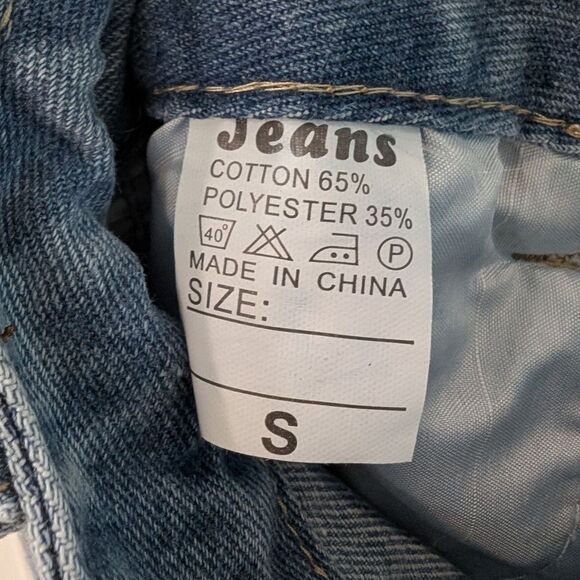 Jeans
COTTON 65%
POLYESTER 35%
40° P
MADE IN CHINA
SIZE:
S